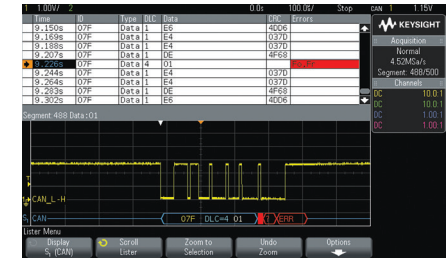 1 1.00V/ 2 0.0s 100.0%/ Stop CAN 1 1.15V
Time ID Type DLC Data CRC Errors
9.150s 07F Data 1 E6 4DD6
9.169s 07F Data 1 E4 037D
9.188s 07F Data 1 E4 037D
9.207s 07F Data 1 DE 4F68
9.226s 07F Data 4 01
9.244s 07F Data 1 E4 037D
9.264s 07F Data 1 E4 037D
9.283s 07F Data 1 DE 4F68
9.302s 07F Data 1 E6 4DD6
KEYSIGHT
Acquisition
Normal
4.52MSa/s
Segment: 488/500
Channels
DC 10.0:1
DC 10.0:1
DC 1.00:1
DC 1.00:1
Segment 488 Data:01
T
CAN_L-H
S1 CAN 07F DLC=4 01 ? ERR
Lister Menu
Display S1 (CAN)
Scroll Lister
Zoom to Selection
Undo Zoom
Options